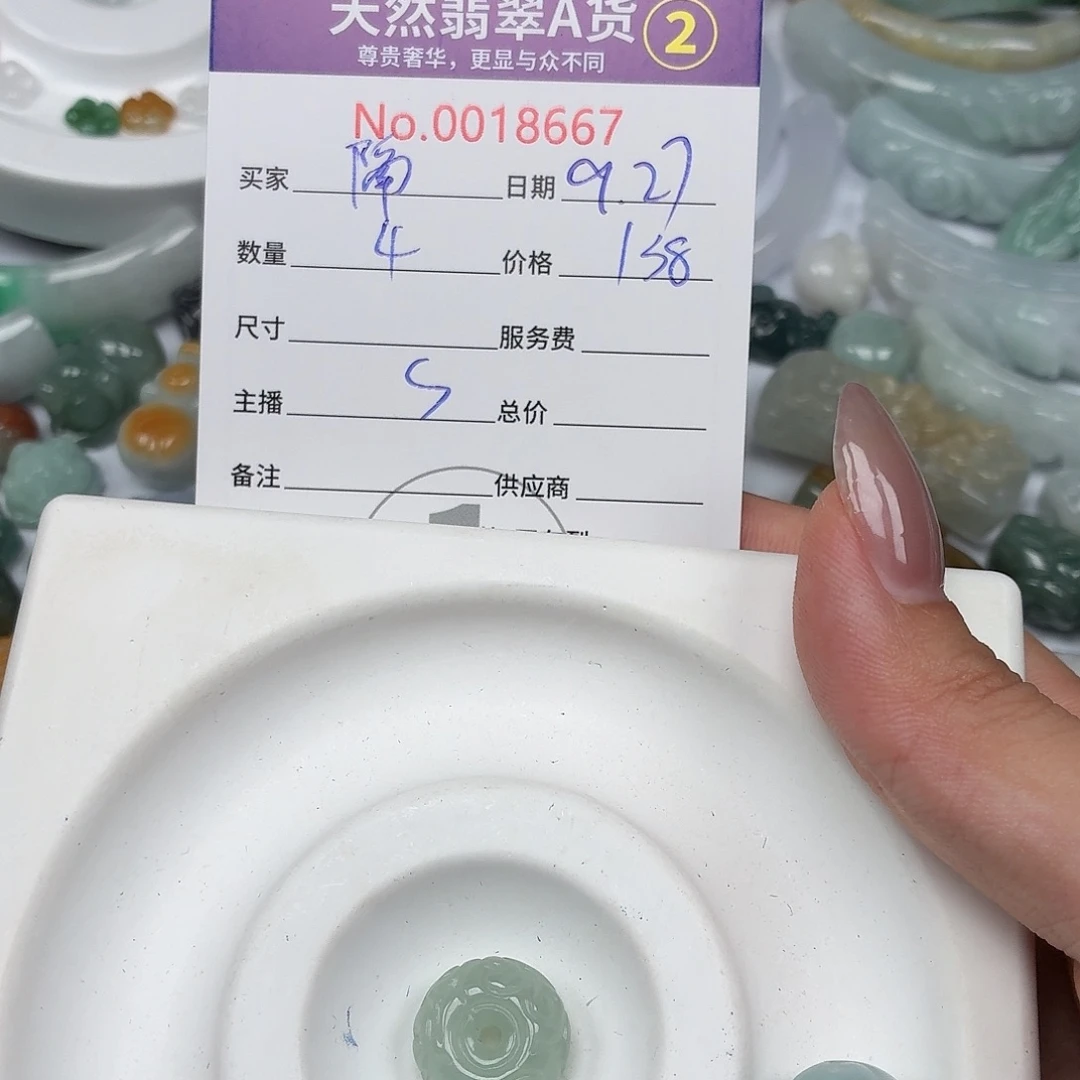 天然翡翠A货 2
尊贵奢华，更显与众不同
No.0018667
买家 日期 9.27
数量 4 价格 158
尺寸 服务费
主播 S 总价
备注 供应商